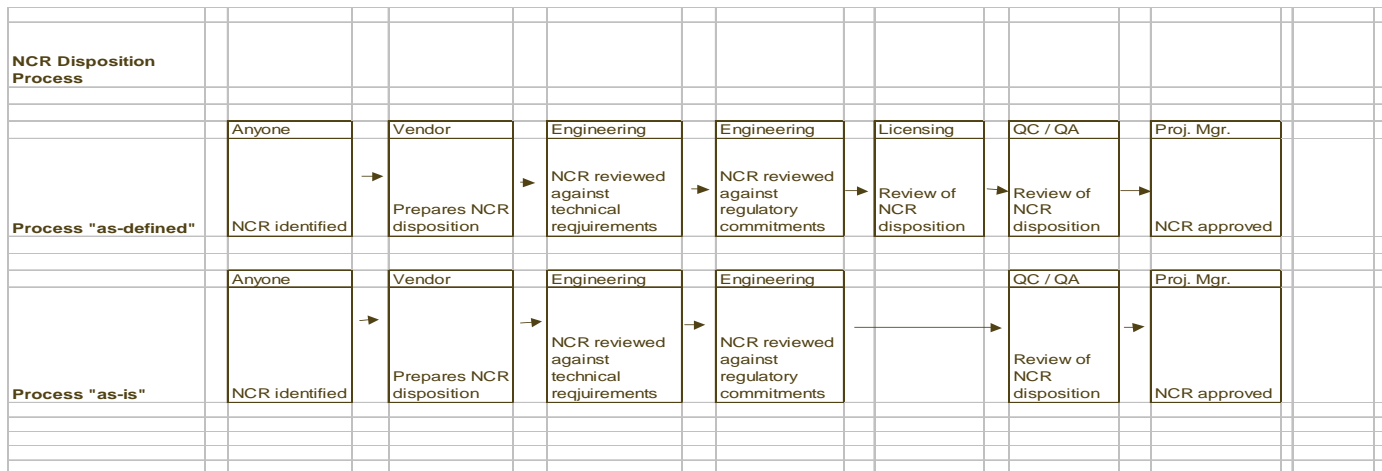 NCR Disposition
Process
Anyone
Vendor
Engineering
Engineering
Licensing
QC / QA
Proj. Mgr.
Process "as-defined"
NCR identified
Prepares NCR
disposition
NCR reviewed
against
technical
reqjuirements
NCR reviewed
against
regulatory
commitments
Review of
NCR
disposition
Review of
NCR
disposition
NCR approved
Anyone
Vendor
Engineering
Engineering
QC / QA
Proj. Mgr.
Process "as-is"
NCR identified
Prepares NCR
disposition
NCR reviewed
against
technical
reqjuirements
NCR reviewed
against
regulatory
commitments
Review of
NCR
disposition
NCR approved